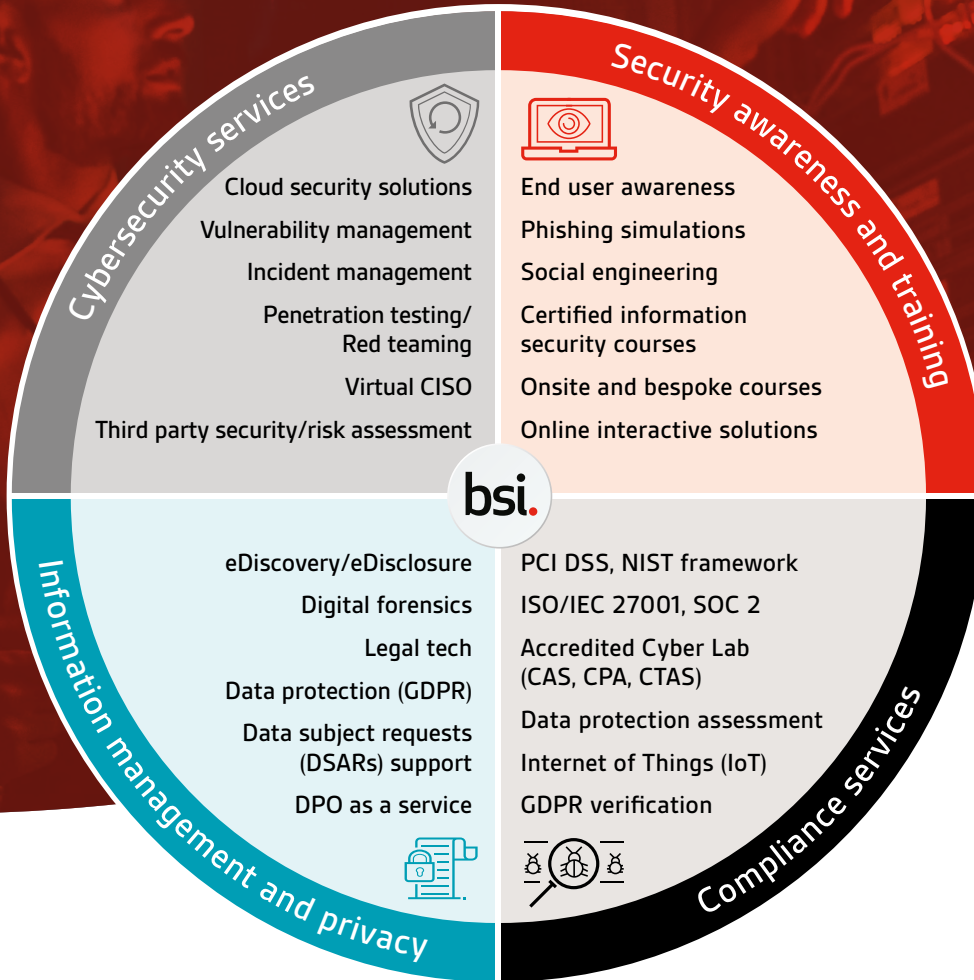 Cybersecurity services
Cloud security solutions
Vulnerability management
Incident management
Penetration testing/
Red teaming
Virtual CISO
Third party security/risk assessment
Security awareness and training
End user awareness
Phishing simulations
Social engineering
Certified information
security courses
Onsite and bespoke courses
Online interactive solutions
bsi.
Information management and privacy
eDiscovery/eDisclosure
Digital forensics
Legal tech
Data protection (GDPR)
Data subject requests
(DSARs) support
DPO as a service
Compliance services
PCI DSS, NIST framework
ISO/IEC 27001, SOC 2
Accredited Cyber Lab
(CAS, CPA, CTAS)
Data protection assessment
Internet of Things (IoT)
GDPR verification